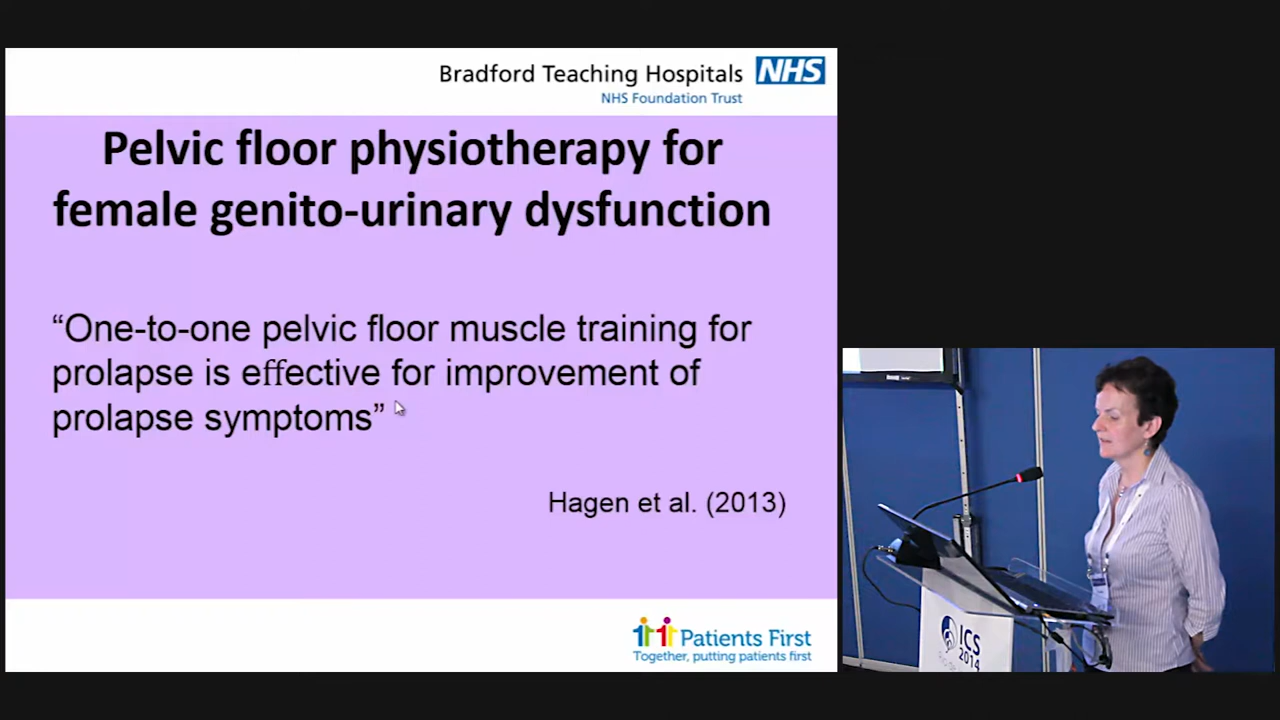 Bradford Teaching Hospitals NHS
NHS Foundation Trust
Pelvic floor physiotherapy for
female genito-urinary dysfunction
“One-to-one pelvic floor muscle training for
prolapse is effective for improvement of
prolapse symptoms”
Hagen et al. (2013)
Patients First
Together, putting patients first
ICS
2014